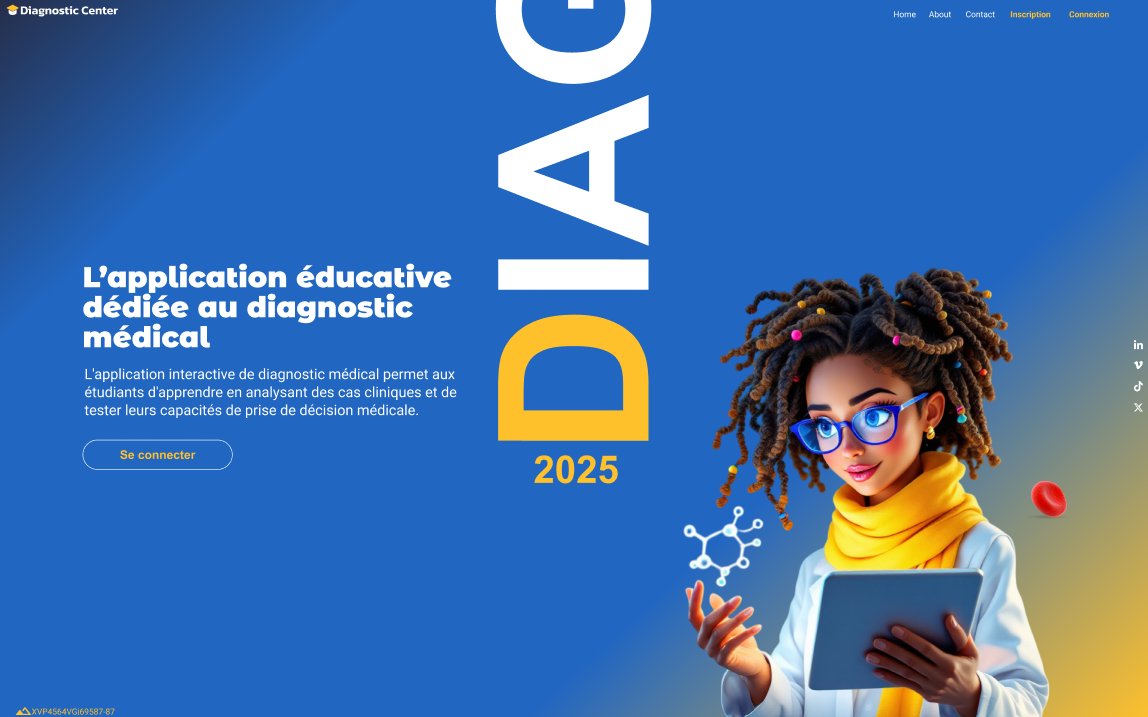 Diagnostic Center
Home About Contact Inscription Connexion
DIAG
2025
L’application éducative
dédiée au diagnostic
médical
L'application interactive de diagnostic médical permet aux
étudiants d'apprendre en analysant des cas cliniques et de
tester leurs capacités de prise de décision médicale.
Se connecter
in
XVP4564VGj69587-87